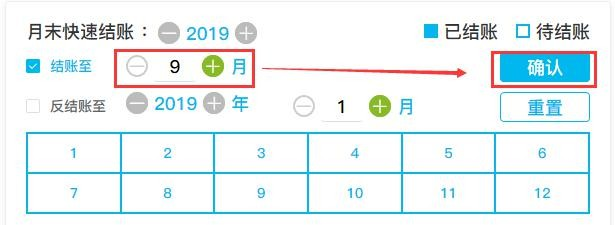 月末快速结账： 2019 已结账 待结账
结账至 9 月 确认
反结账至 2019 年 1 月 重置
1 2 3 4 5 6
7 8 9 10 11 12